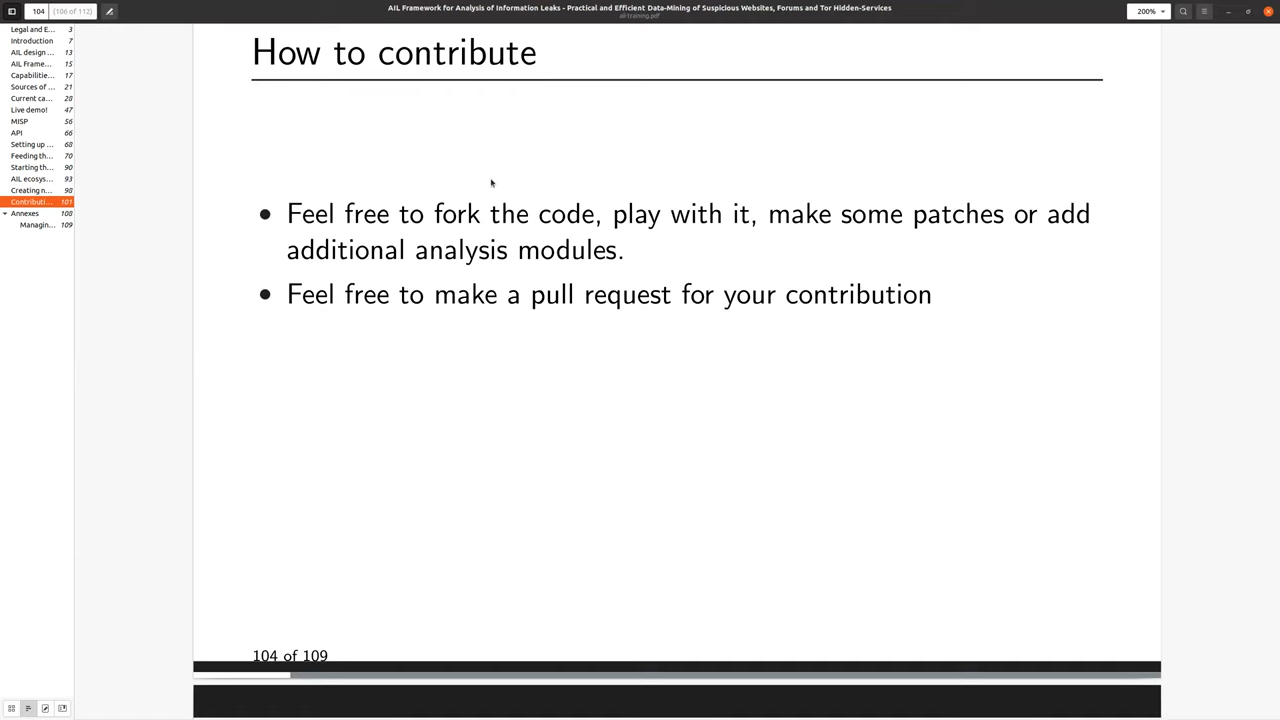 104
(106 of 112)
AIL Framework for Analysis of Information Leaks - Practical and Efficient Data-Mining of Suspicious Websites, Forums and Tor Hidden-Services
ail-training.pdf
200%
Legal and E... 3
Introduction 7
AIL design ... 13
AIL Frame... 15
Capabilitie... 17
Sources of ... 21
Current ca... 28
Live demo! 47
MISP 56
API 66
Setting up ... 68
Feeding th... 70
Starting th... 90
AIL ecosys... 93
Creating n... 98
Contributi... 101
Annexes 108
Managin... 109
How to contribute
• Feel free to fork the code, play with it, make some patches or add
additional analysis modules.
• Feel free to make a pull request for your contribution
104 of 109